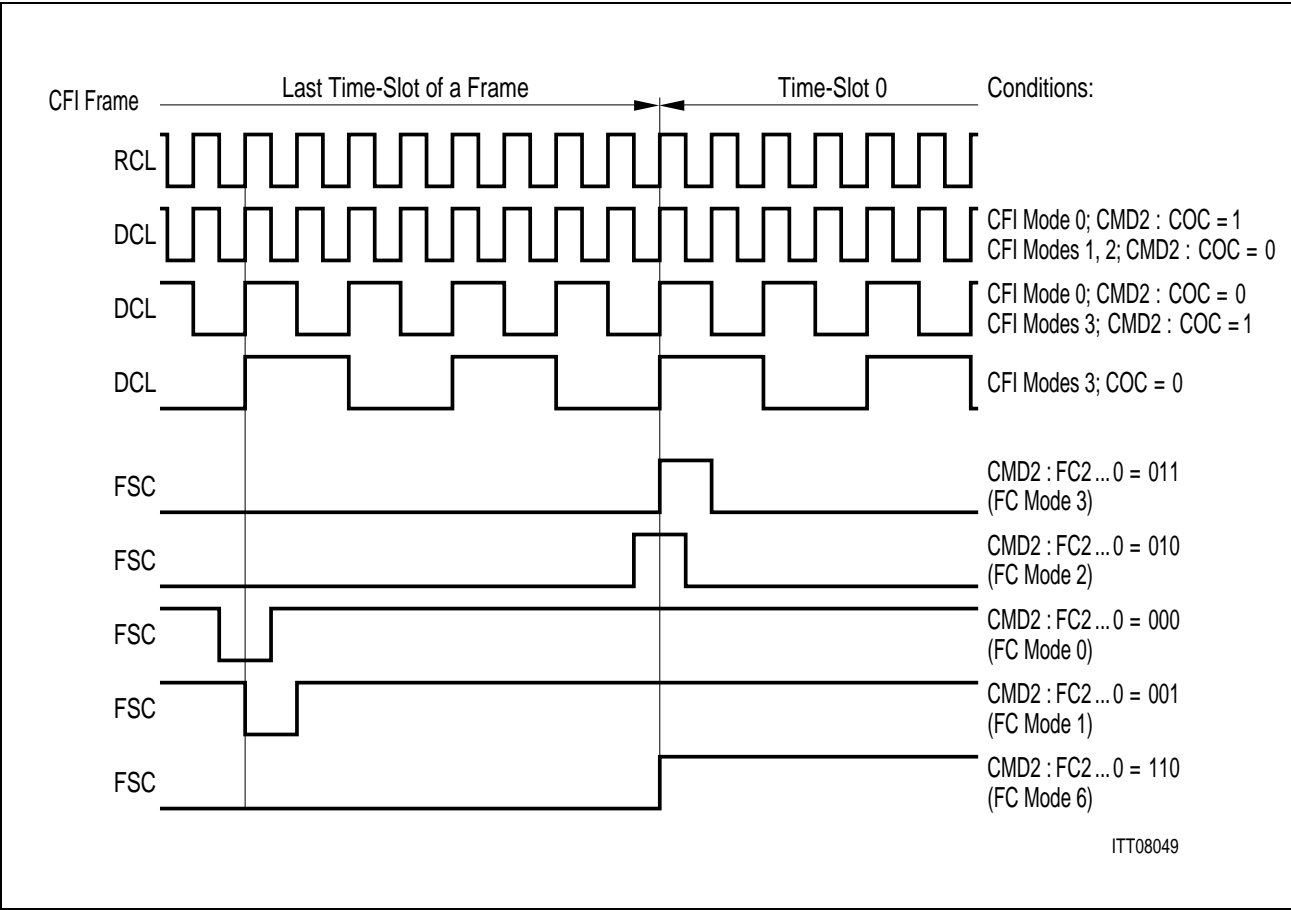 CFI Frame
Last Time-Slot of a Frame
Time-Slot 0
Conditions:
RCL
DCL
CFI Mode 0; CMD2 : COC = 1
CFI Modes 1, 2; CMD2 : COC = 0
DCL
CFI Mode 0; CMD2 : COC = 0
CFI Modes 3; CMD2 : COC = 1
DCL
CFI Modes 3; COC = 0
FSC
CMD2 : FC2 ... 0 = 011
(FC Mode 3)
FSC
CMD2 : FC2 ... 0 = 010
(FC Mode 2)
FSC
CMD2 : FC2 ... 0 = 000
(FC Mode 0)
FSC
CMD2 : FC2 ... 0 = 001
(FC Mode 1)
FSC
CMD2 : FC2 ... 0 = 110
(FC Mode 6)
ITT08049